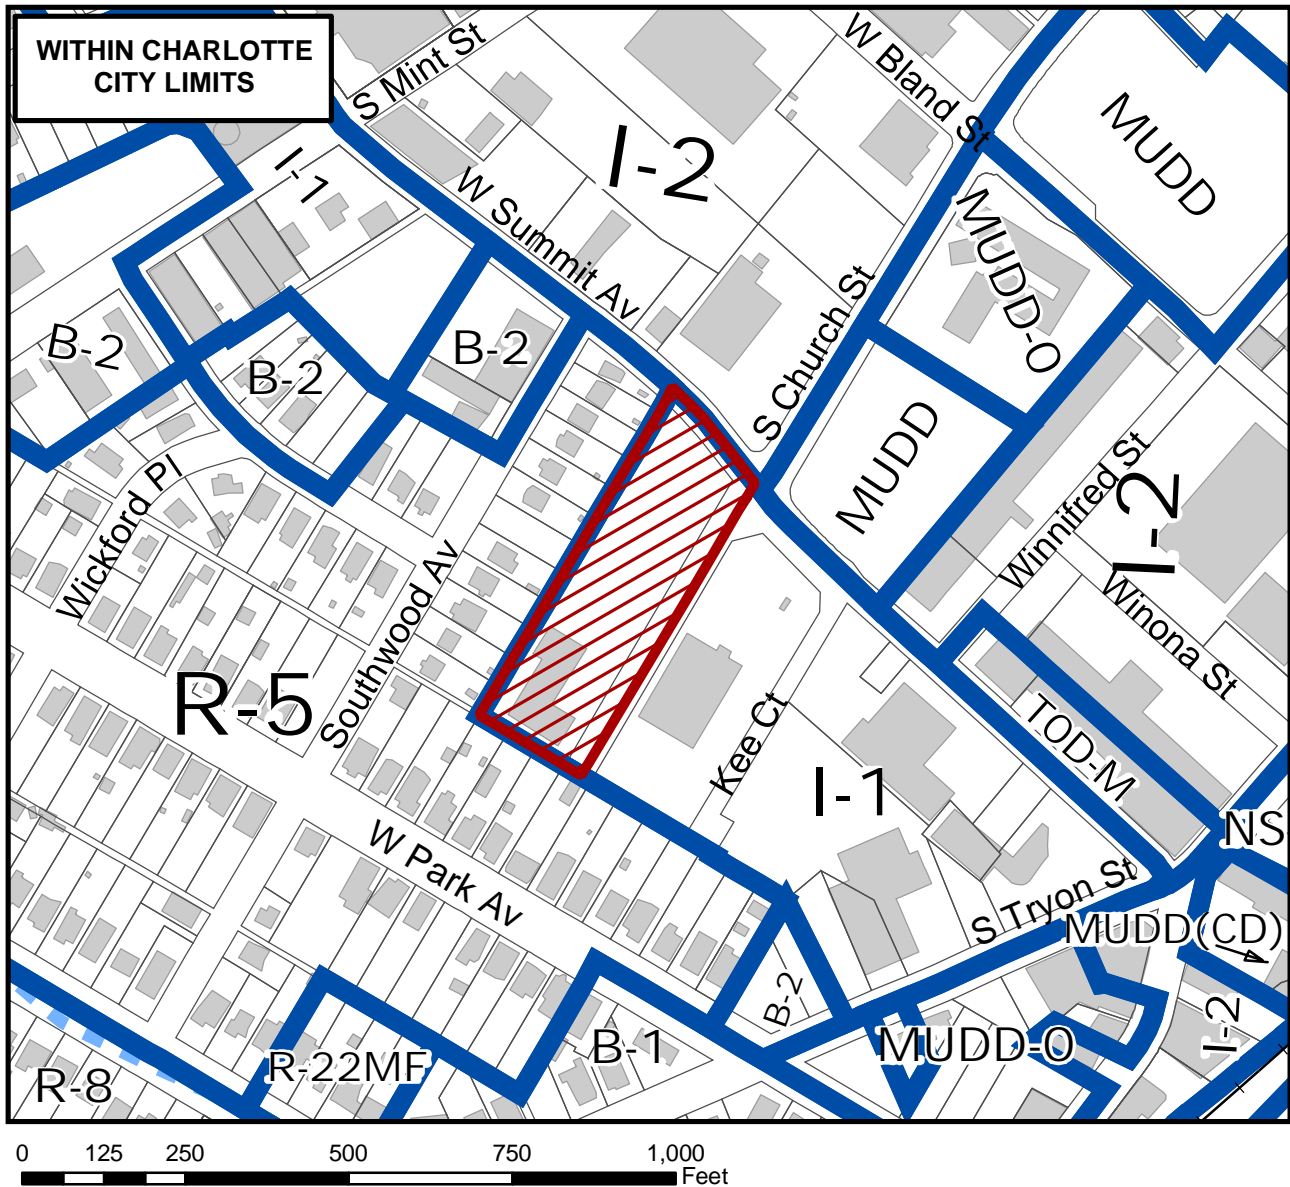 WITHIN CHARLOTTE
CITY LIMITS
S Mint St
W Bland St
MUDD
I-1
I-2
W Summit Av
MUDD-O
S Church St
B-2
B-2
B-2
MUDD
Winnifred St
I-2
Wickford Pl
Southwood Av
Winona St
R-5
Kee Ct
TOD-M
I-1
NS
W Park Av
S Tryon St
MUDD(CD)
B-2
I-2
MUDD-O
B-1
R-22MF
R-8
0 125 250 500 750 1,000
Feet